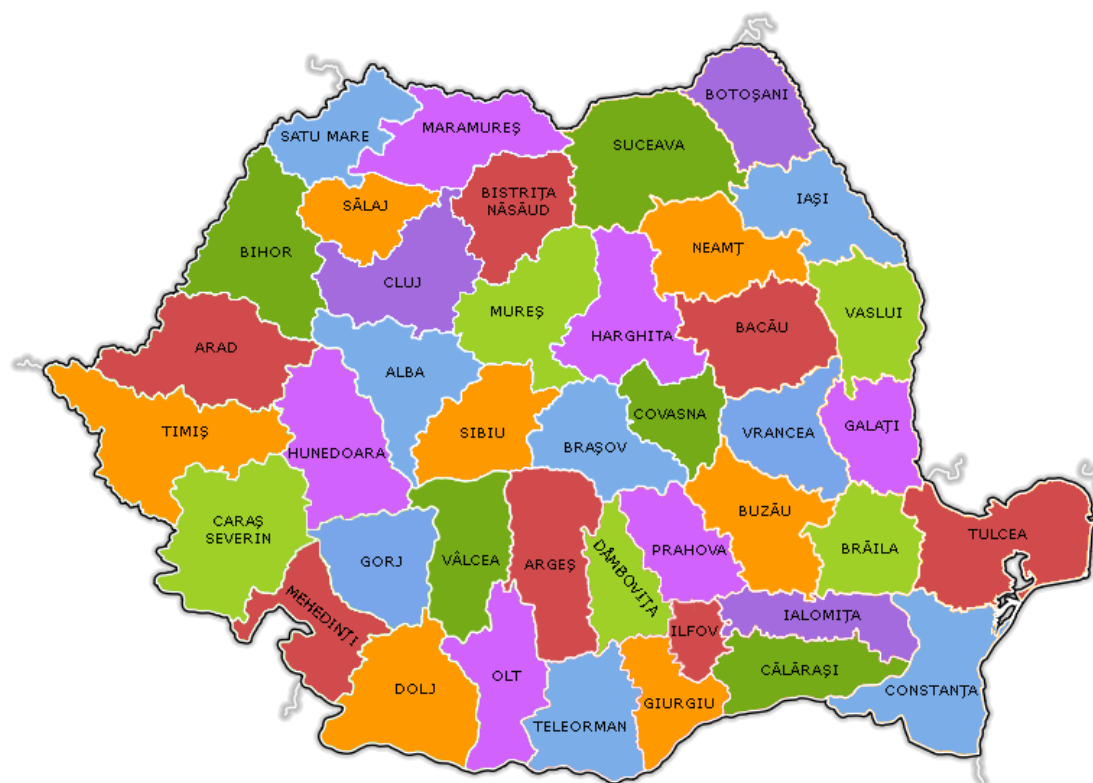 BOTOŞANI
MARAMUREŞ
SATU MARE
SUCEAVA
IAŞI
BISTRIŢA
NĂSĂUD
SĂLAJ
NEAMŢ
BIHOR
CLUJ
MUREŞ
VASLUI
BACĂU
HARGHITA
ARAD
ALBA
COVASNA
GALAŢI
TIMIŞ
SIBIU
VRANCEA
BRAŞOV
HUNEDOARA
CARAŞ
SEVERIN
BUZĂU
TULCEA
BRĂILA
PRAHOVA
DÂMBOVIŢA
GORJ
VÂLCEA
ARGEŞ
MEHEDINŢI
IALOMIŢA
ILFOV
CĂLĂRAŞI
OLT
DOLJ
CONSTANŢA
GIURGIU
TELEORMAN